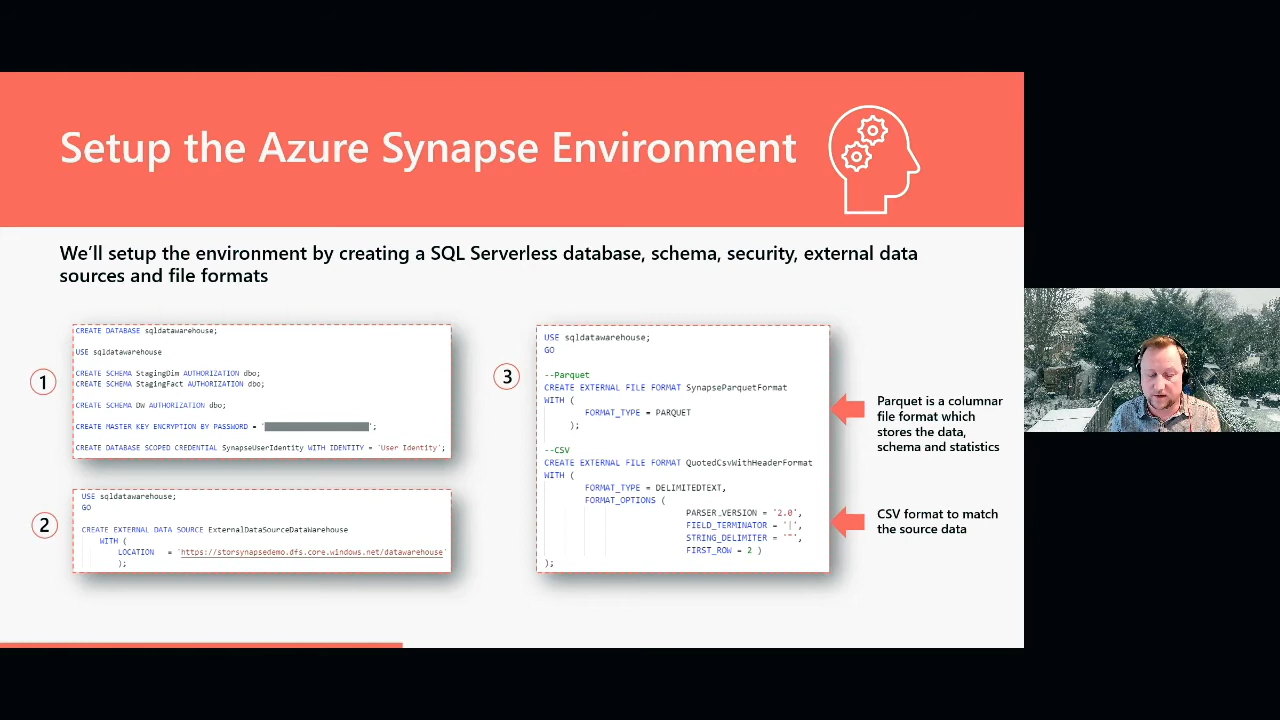 Setup the Azure Synapse Environment
We'll setup the environment by creating a SQL Serverless database, schema, security, external data
sources and file formats
1
CREATE DATABASE sqldatawarehouse;
USE sqldatawarehouse
CREATE SCHEMA StagingDim AUTHORIZATION dbo;
CREATE SCHEMA StagingFact AUTHORIZATION dbo;
CREATE SCHEMA DW AUTHORIZATION dbo;
CREATE MASTER KEY ENCRYPTION BY PASSWORD = ' ';
CREATE DATABASE SCOPED CREDENTIAL SynapseUserIdentity WITH IDENTITY = 'User Identity';
2
USE sqldatawarehouse;
GO
CREATE EXTERNAL DATA SOURCE ExternalDataSourceDataWarehouse
WITH (
LOCATION = 'https://storsynapsedemo.dfs.core.windows.net/datawarehouse'
);
3
USE sqldatawarehouse;
GO
--Parquet
CREATE EXTERNAL FILE FORMAT SynapseParquetFormat
WITH (
FORMAT_TYPE = PARQUET
);
--CSV
CREATE EXTERNAL FILE FORMAT QuotedCsvWithHeaderFormat
WITH (
FORMAT_TYPE = DELIMITEDTEXT,
FORMAT_OPTIONS (
PARSER_VERSION = '2.0',
FIELD_TERMINATOR = '|',
STRING_DELIMITER =
FIRST_ROW = 2 )
);
Parquet is a columnar
file format which
stores the data,
schema and statistics
CSV format to match
the source data